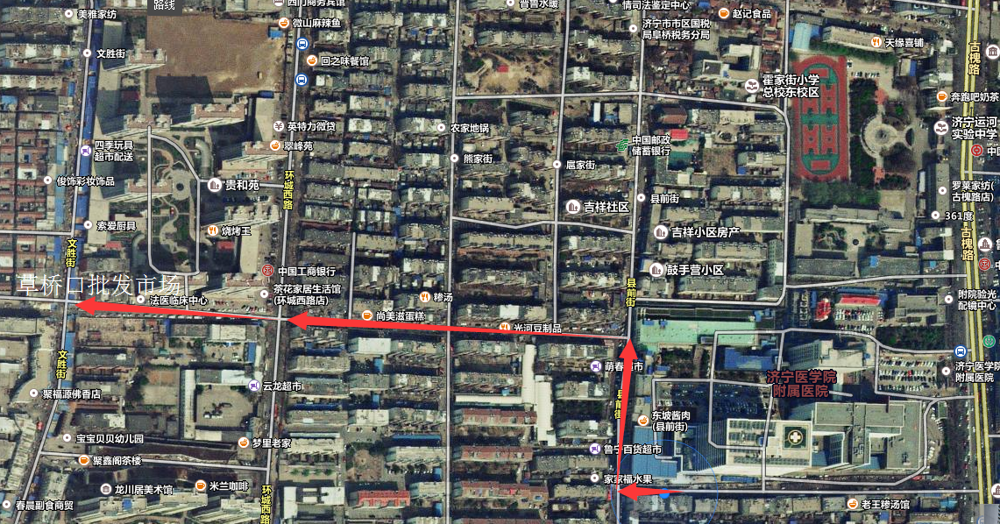 路线
美雅家纺
西门商务宾馆
微山麻辣鱼
回之味餐馆
文胜街
普鲁水暖
情司法鉴定中心
济宁市市区国税
局阜桥税务分局
赵记食品
天缘喜铺
古槐路
霍家街小学
总校东校区
奔跑吧奶茶
济宁运河
实验中学
英特力微贷
翠峰苑
农家地锅
熊家街
扈家街
中国邮政
储蓄银行
四季玩具
超市配送
俊饰彩妆饰品
贵和苑
环城西路
吉祥社区
县前街
罗莱家纺(
古槐路店)
361度
索爱厨具
烧烤王
吉祥小区房产
古槐路
文胜街
中国工商银行
鼓手营小区
草桥口批发市场
法医临床中心
茶花家居生活馆
(环城西路店)
糁汤
县前街
附院验光
配镜中心
尚美滋蛋糕
光河豆制品
文胜街
萌春超市
济宁医学院
附属医院
济宁医学院
附属医院
聚福源佛香店
云龙超市
县前街
东坡酱肉
(县前街)
宝宝贝贝幼儿园
梦里老家
鲁宁百货超市
聚鑫阁茶楼
家家福水果
龙川居美术馆
米兰咖啡
环城西路
春晨副食商贸
老王糁汤馆